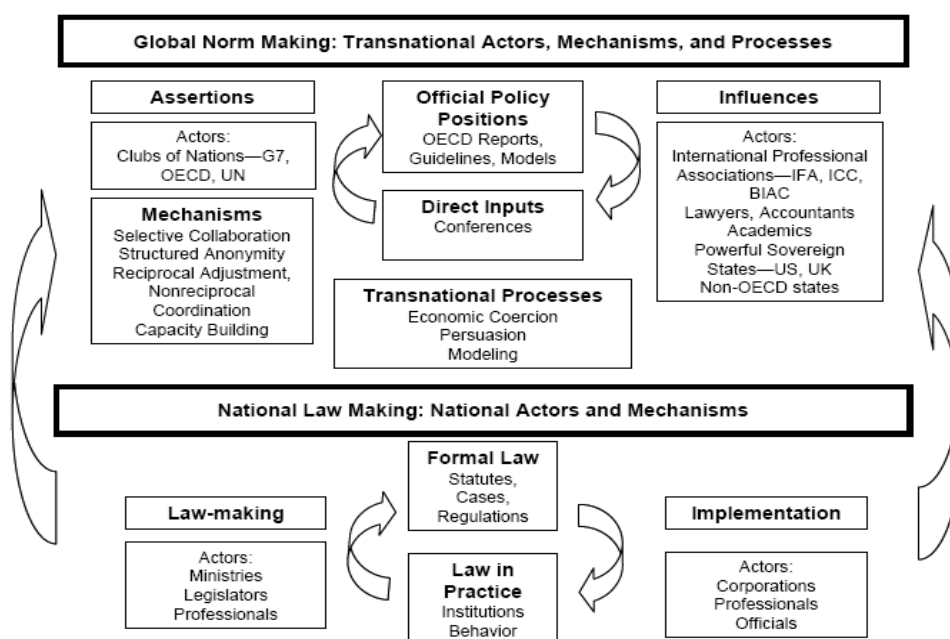 Global Norm Making: Transnational Actors, Mechanisms, and Processes
Assertions
Actors:
Clubs of Nations—G7,
OECD, UN
Mechanisms
Selective Collaboration
Structured Anonymity
Reciprocal Adjustment,
Nonreciprocal
Coordination
Capacity Building
Official Policy
Positions
OECD Reports,
Guidelines, Models
Direct Inputs
Conferences
Transnational Processes
Economic Coercion
Persuasion
Modeling
Influences
Actors:
International Professional
Associations—IFA, ICC,
BIAC
Lawyers, Accountants
Academics
Powerful Sovereign
States—US, UK
Non-OECD states
National Law Making: National Actors and Mechanisms
Law-making
Actors:
Ministries
Legislators
Professionals
Formal Law
Statutes,
Cases,
Regulations
Law in
Practice
Institutions
Behavior
Implementation
Actors:
Corporations
Professionals
Officials